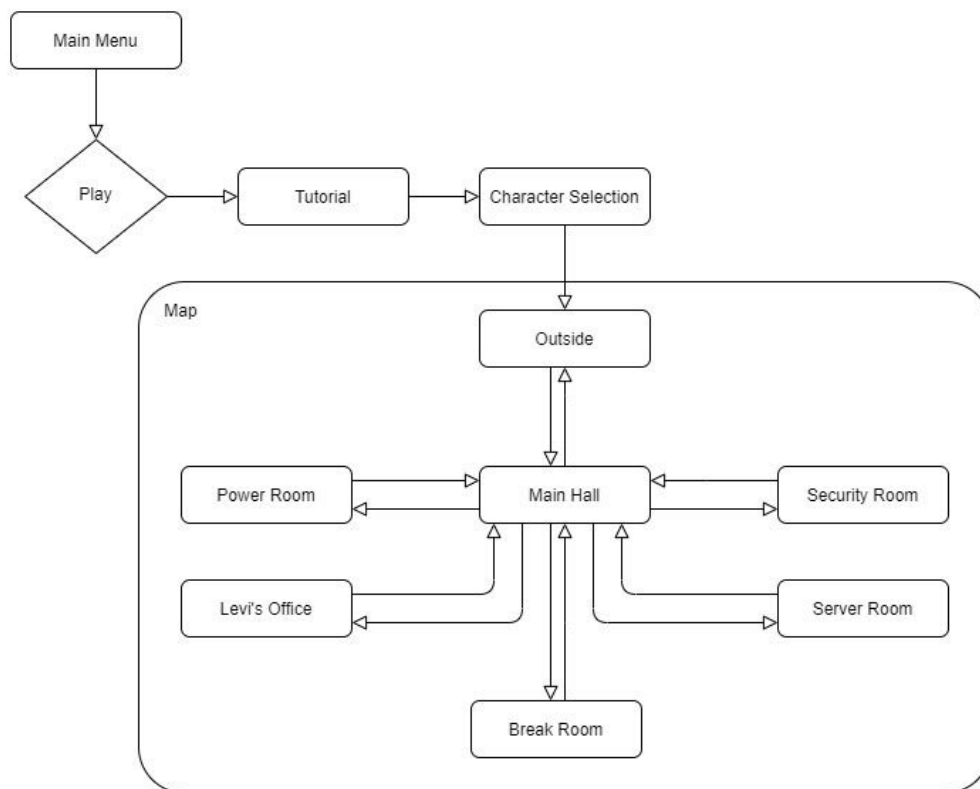 Main Menu
Play
Tutorial
Character Selection
Map
Outside
Power Room
Main Hall
Security Room
Levi's Office
Server Room
Break Room